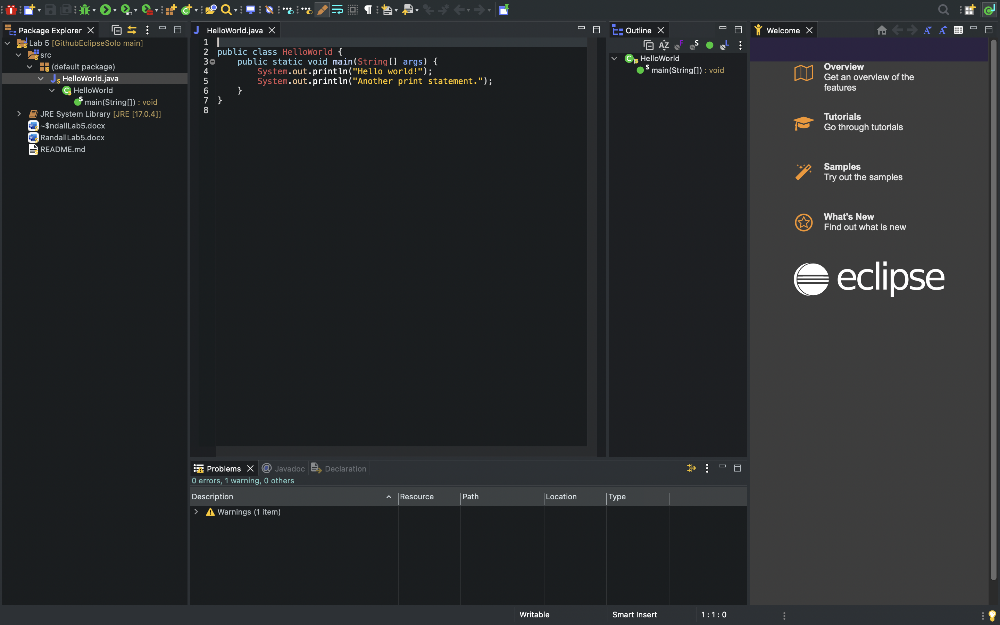 Package Explorer
Lab 5 [GithubEclipseSolo main]
src
(default package)
HelloWorld.java
HelloWorld
main(String[]) : void
JRE System Library [JRE [17.0.4]]
~$ndallLab5.docx
RandallLab5.docx
README.md
HelloWorld.java
1
2 public class HelloWorld {
3 public static void main(String[] args) {
4 System.out.println("Hello world!");
5 System.out.println("Another print statement.");
6 }
7 }
8
Outline
HelloWorld
main(String[]) : void
Welcome
Overview
Get an overview of the
features
Tutorials
Go through tutorials
Samples
Try out the samples
What's New
Find out what is new
eclipse
Problems
Javadoc
Declaration
0 errors, 1 warning, 0 others
Description Resource Path Location Type
Warnings (1 item)
Writable Smart Insert 1 : 1 : 0